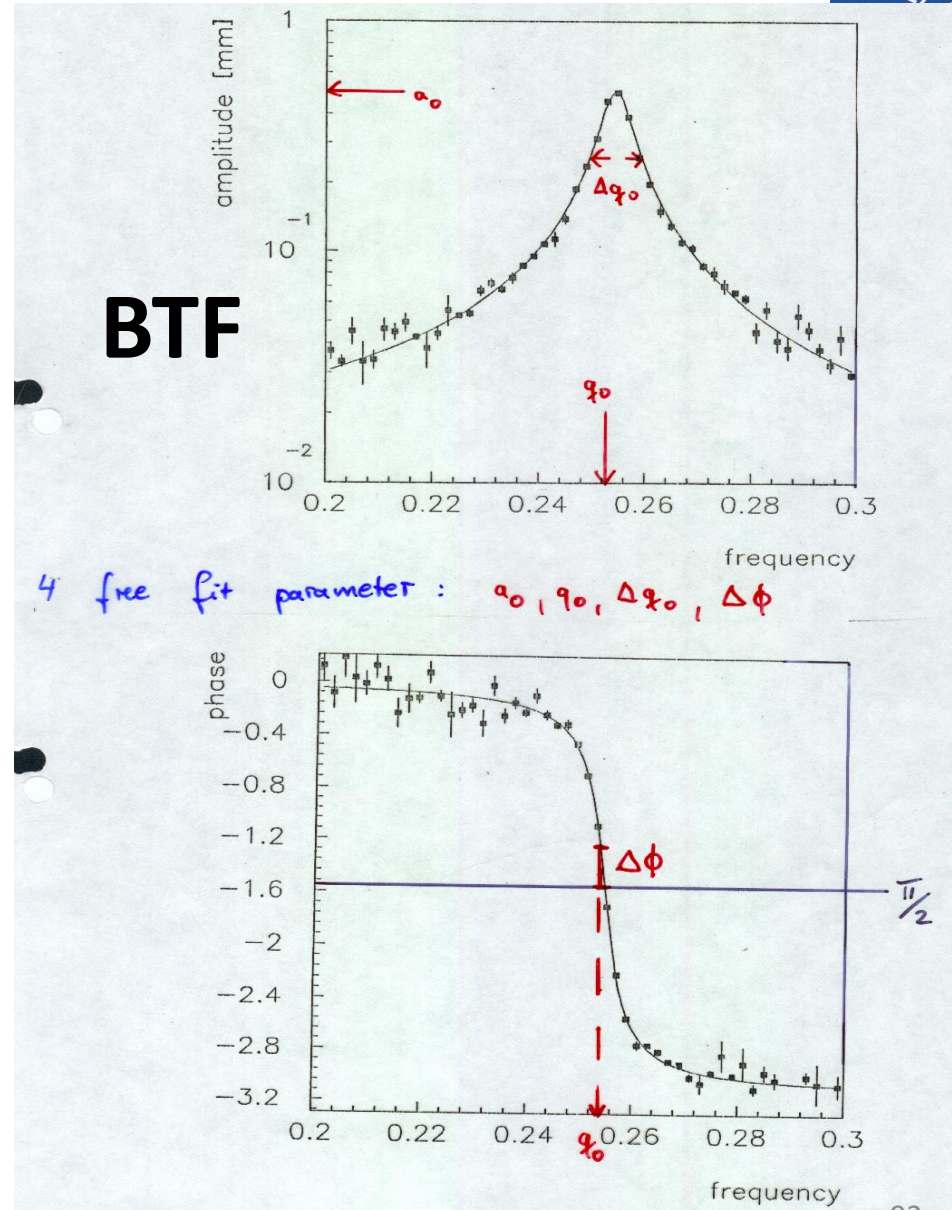 1
amplitude [mm]
a₀
Δq₀
10⁻¹
BTF
q₀
10⁻²
0.2 0.22 0.24 0.26 0.28 0.3
frequency
4 free fit parameter : a₀, q₀, Δq₀, Δϕ
phase
0
−0.4
−0.8
−1.2
Δϕ
−1.6
π/2
−2
−2.4
−2.8
−3.2
0.2 0.22 0.24 0.26 0.28 0.3
q₀
frequency